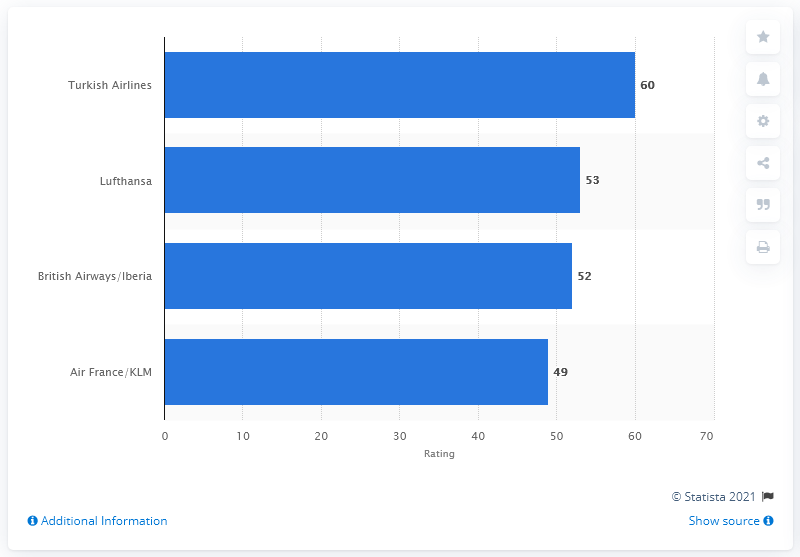 Turkish Airlines 60
Lufthansa 53
British Airways/Iberia 52
Air France/KLM 49
0 10 20 30 40 50 60 70
Rating
© Statista 2021
Additional Information Show source